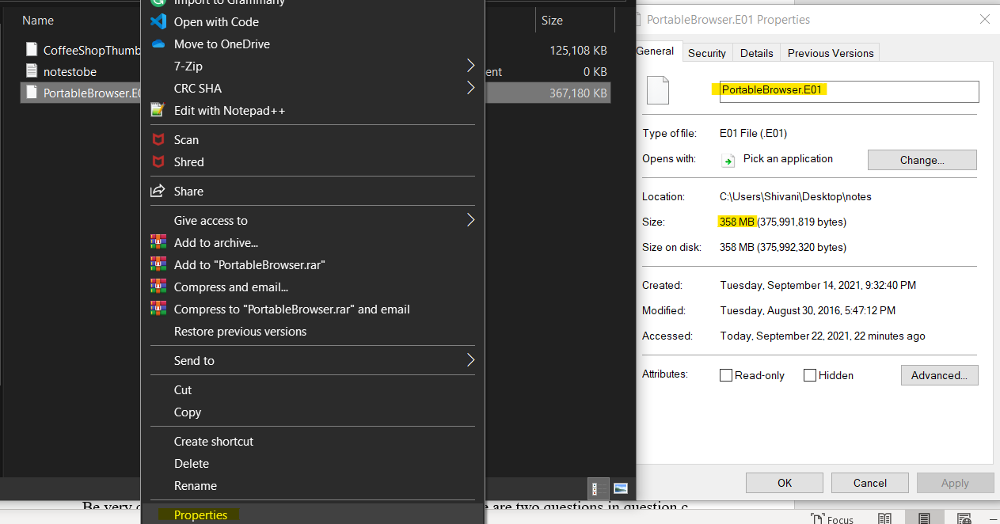 Name
Size
CoffeeShopThumb
125,108 KB
notestobe
ent
0 KB
PortableBrowser.E0
367,180 KB
Import to Grammarly
Open with Code
Move to OneDrive
7-Zip
CRC SHA
Edit with Notepad++
Scan
Shred
Share
Give access to
Add to archive...
Add to "PortableBrowser.rar"
Compress and email...
Compress to "PortableBrowser.rar" and email
Restore previous versions
Send to
Cut
Copy
Create shortcut
Delete
Rename
Properties
PortableBrowser.E01 Properties
General
Security
Details
Previous Versions
PortableBrowser.E01
Type of file: E01 File (.E01)
Opens with: Pick an application
Change...
Location: C:\Users\Shivani\Desktop\notes
Size: 358 MB (375,991,819 bytes)
Size on disk: 358 MB (375,992,320 bytes)
Created: Tuesday, September 14, 2021, 9:32:40 PM
Modified: Tuesday, August 30, 2016, 5:47:12 PM
Accessed: Today, September 22, 2021, 22 minutes ago
Attributes: Read-only Hidden Advanced...
OK Cancel Apply
Be very
are two questions in question c
Focus